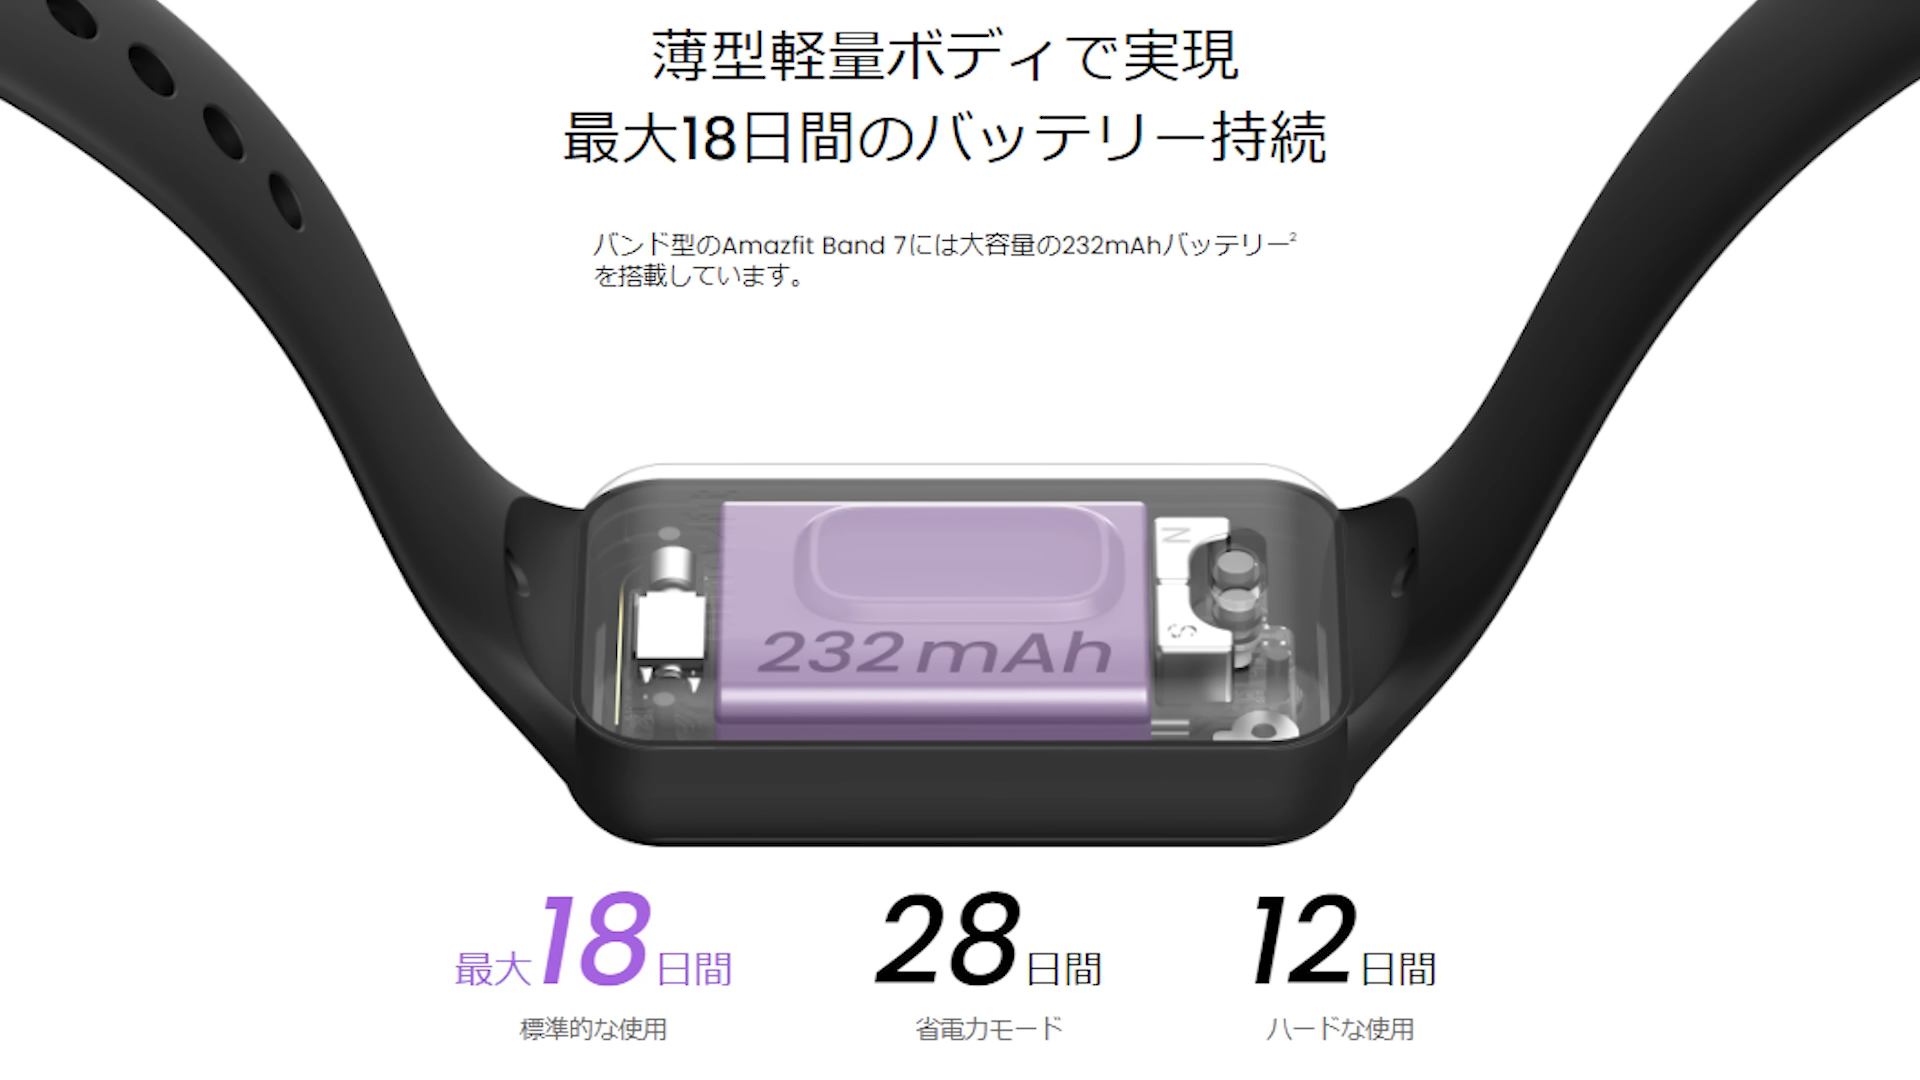 薄型軽量ボディで実現
最大18日間のバッテリー持続
バンド型のAmazfit Band 7には大容量の232mAhバッテリー²
を搭載しています。
N
S
232 mAh
最大18日間
標準的な使用
28日間
省電力モード
12日間
ハードな使用